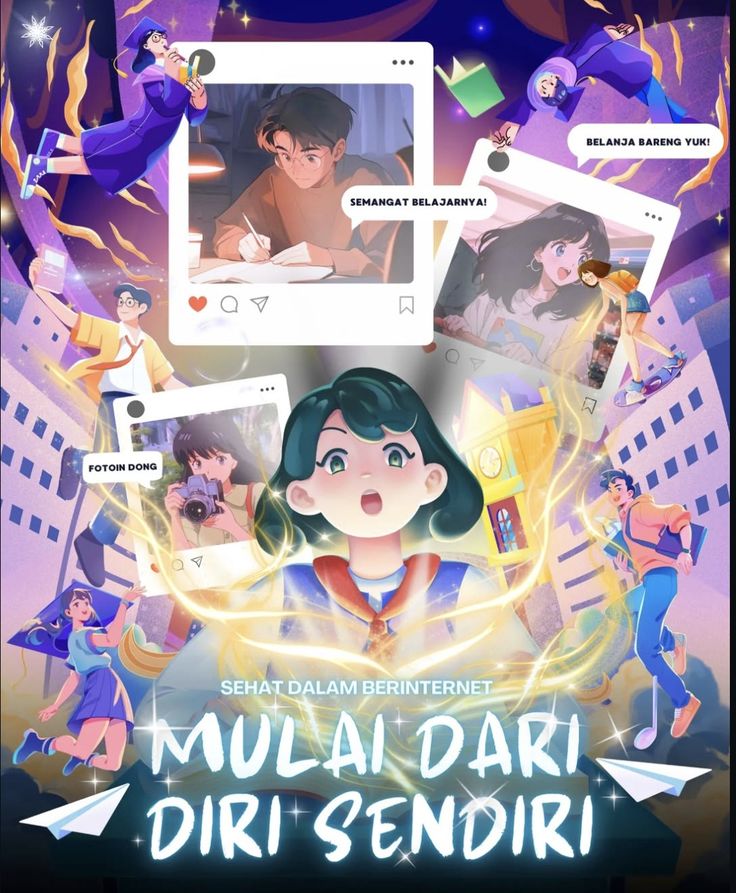 BELANJA BARENG YUK!
SEMANGAT BELAJARNYA!
FOTOIN DONG
SEHAT DALAM BERINTERNET
MULAI DARI
DIRI SENDIRI